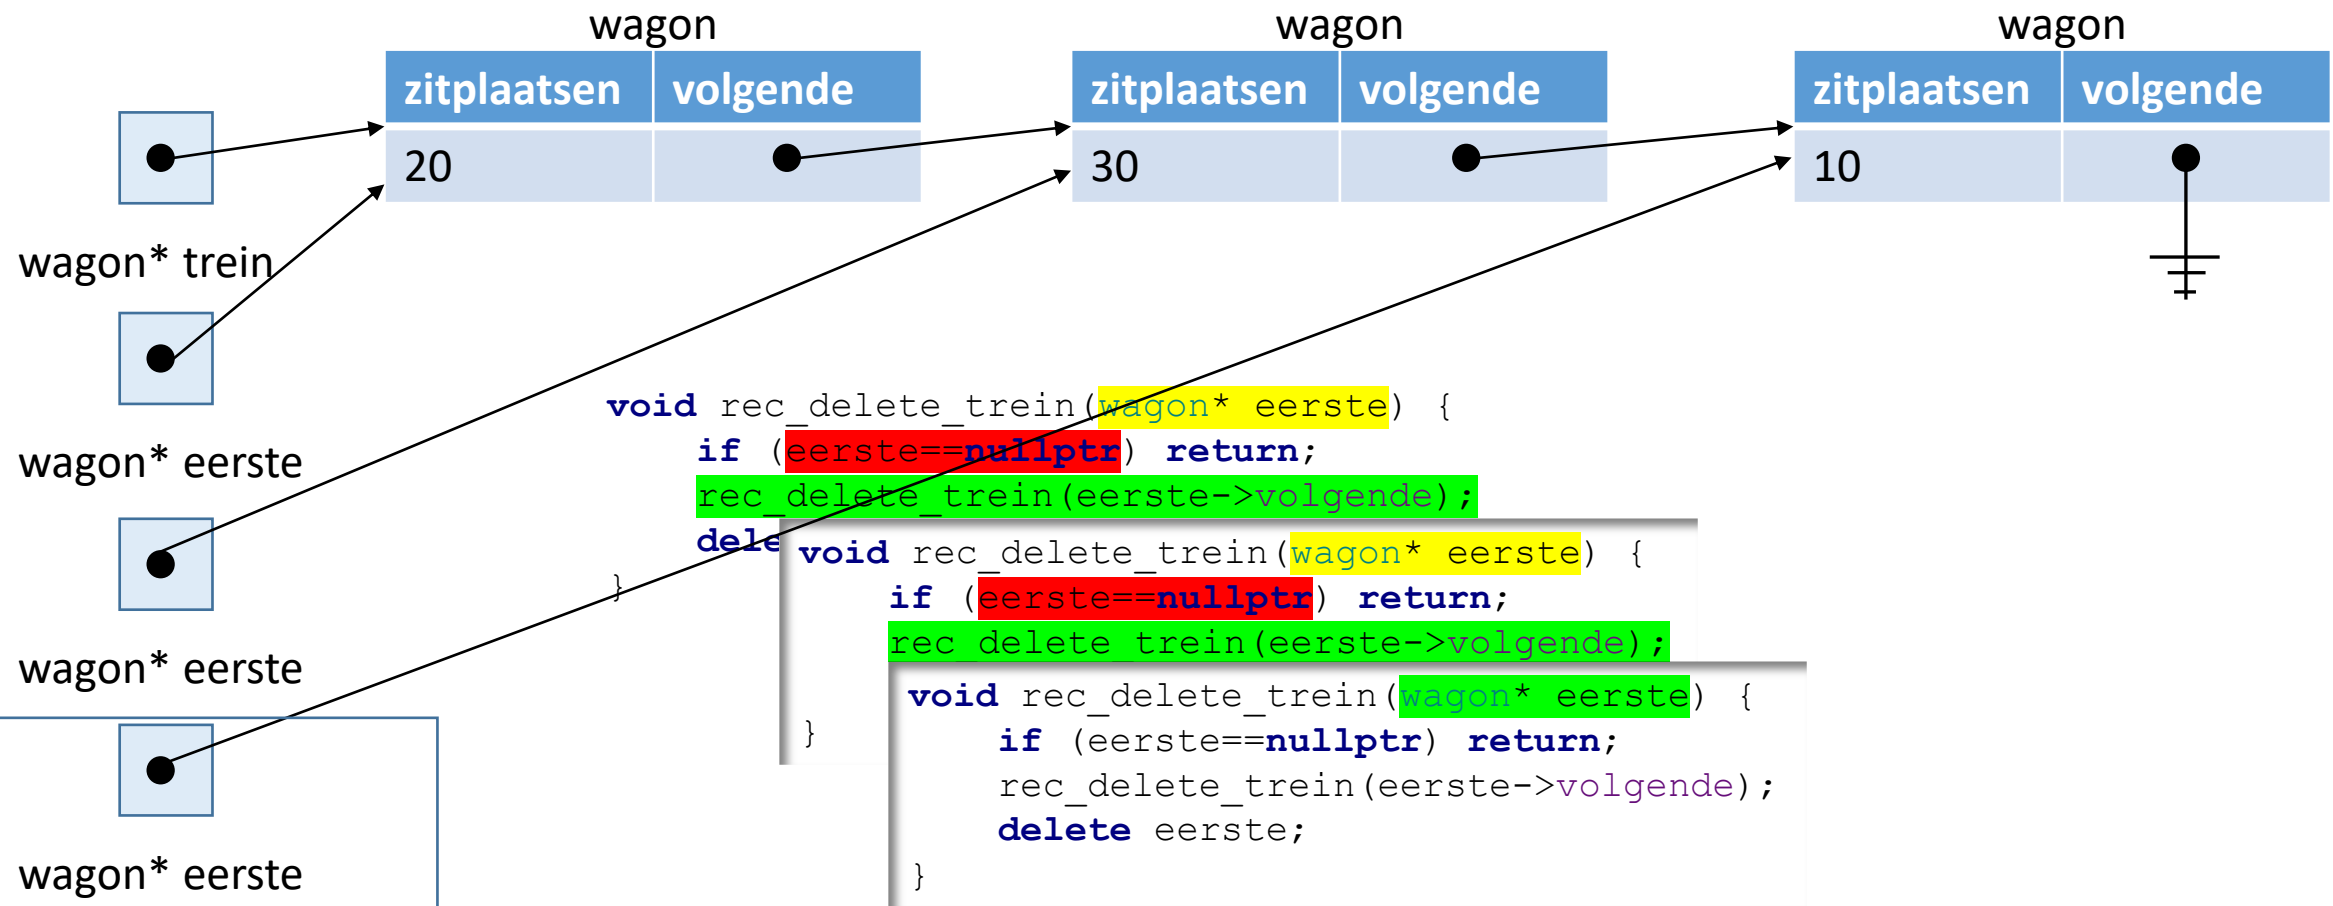 wagon wagon wagon
zitplaatsen volgende zitplaatsen volgende zitplaatsen volgende
20 30 10
wagon* trein
wagon* eerste
wagon* eerste
wagon* eerste
void rec_delete_trein(wagon* eerste) {
if (eerste==nullptr) return;
rec_delete_trein(eerste->volgende);
dele
}
void rec_delete_trein(wagon* eerste) {
if (eerste==nullptr) return;
rec_delete_trein(eerste->volgende);
}
void rec_delete_trein(wagon* eerste) {
if (eerste==nullptr) return;
rec_delete_trein(eerste->volgende);
delete eerste;
}